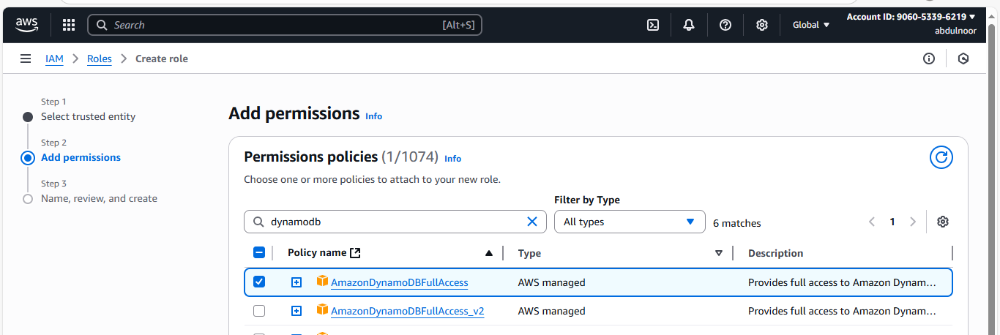 aws Search [Alt+S] Global Account ID: 9060-5339-6219
abdulnoor
IAM Roles Create role
Step 1
Select trusted entity
Step 2
Add permissions
Step 3
Name, review, and create
Add permissions Info
Permissions policies (1/1074) Info
Choose one or more policies to attach to your new role.
Filter by Type
dynamodb All types 6 matches 1
Policy name Type Description
AmazonDynamoDBFullAccess AWS managed Provides full access to Amazon Dynam...
AmazonDynamoDBFullAccess_v2 AWS managed Provides full access to Amazon Dynam...